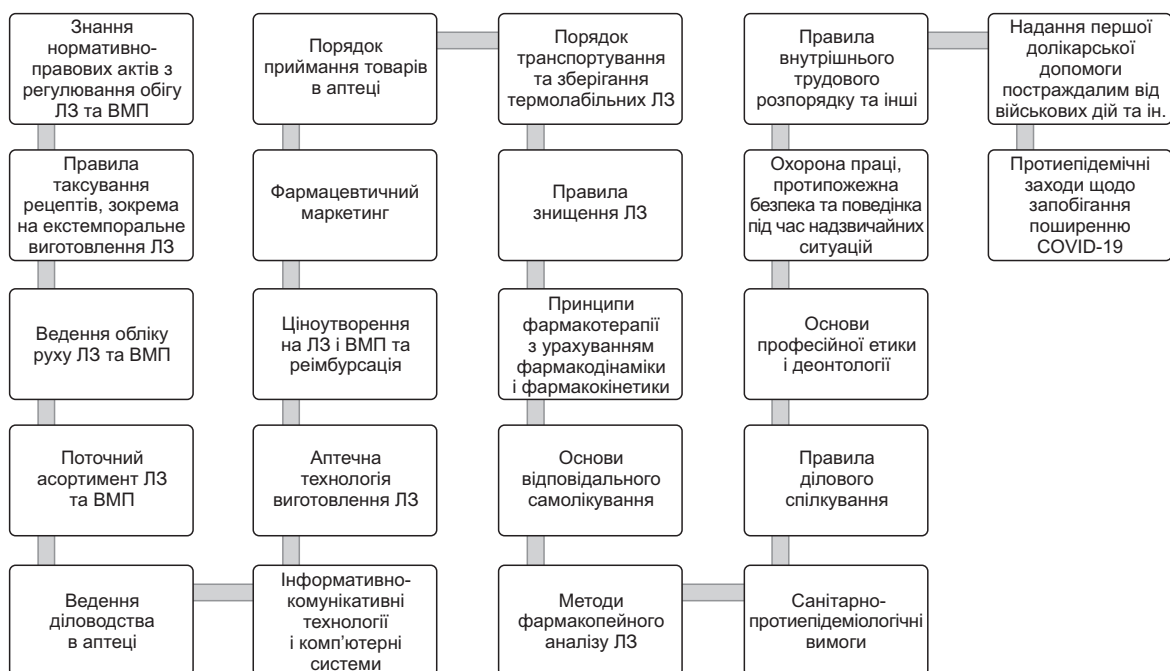 Знання
нормативно-
правових актів з
регулювання обігу
ЛЗ та ВМП
Правила
таксування
рецептів, зокрема
на екстемпоральне
виготовлення ЛЗ
Ведення обліку
руху ЛЗ та ВМП
Поточний
асортимент ЛЗ
та ВМП
Ведення
діловодства
в аптеці
Інформативно-
комунікативні
технології
і комп’ютерні
системи
Аптечна
технологія
виготовлення ЛЗ
Ціноутворення
на ЛЗ і ВМП та
реімбурсація
Фармацевтичний
маркетинг
Порядок
приймання товарів
в аптеці
Порядок
транспортування
та зберігання
термолабільних ЛЗ
Правила
знищення ЛЗ
Принципи
фармакотерапії
з урахуванням
фармакодінаміки
і фармакокінетики
Основи
відповідального
самолікування
Методи
фармакопейного
аналізу ЛЗ
Санітарно-
протиепідеміологічні
вимоги
Правила
ділового
спілкування
Основи
професійної етики
і деонтології
Охорона праці,
протипожежна
безпека та поведінка
під час надзвичайних
ситуацій
Правила
внутрішнього
трудового
розпорядку та інші
Надання першої
долікарської
допомоги
постраждалим від
військових дій та ін.
Протиепідемічні
заходи щодо
запобігання
поширенню
COVID-19